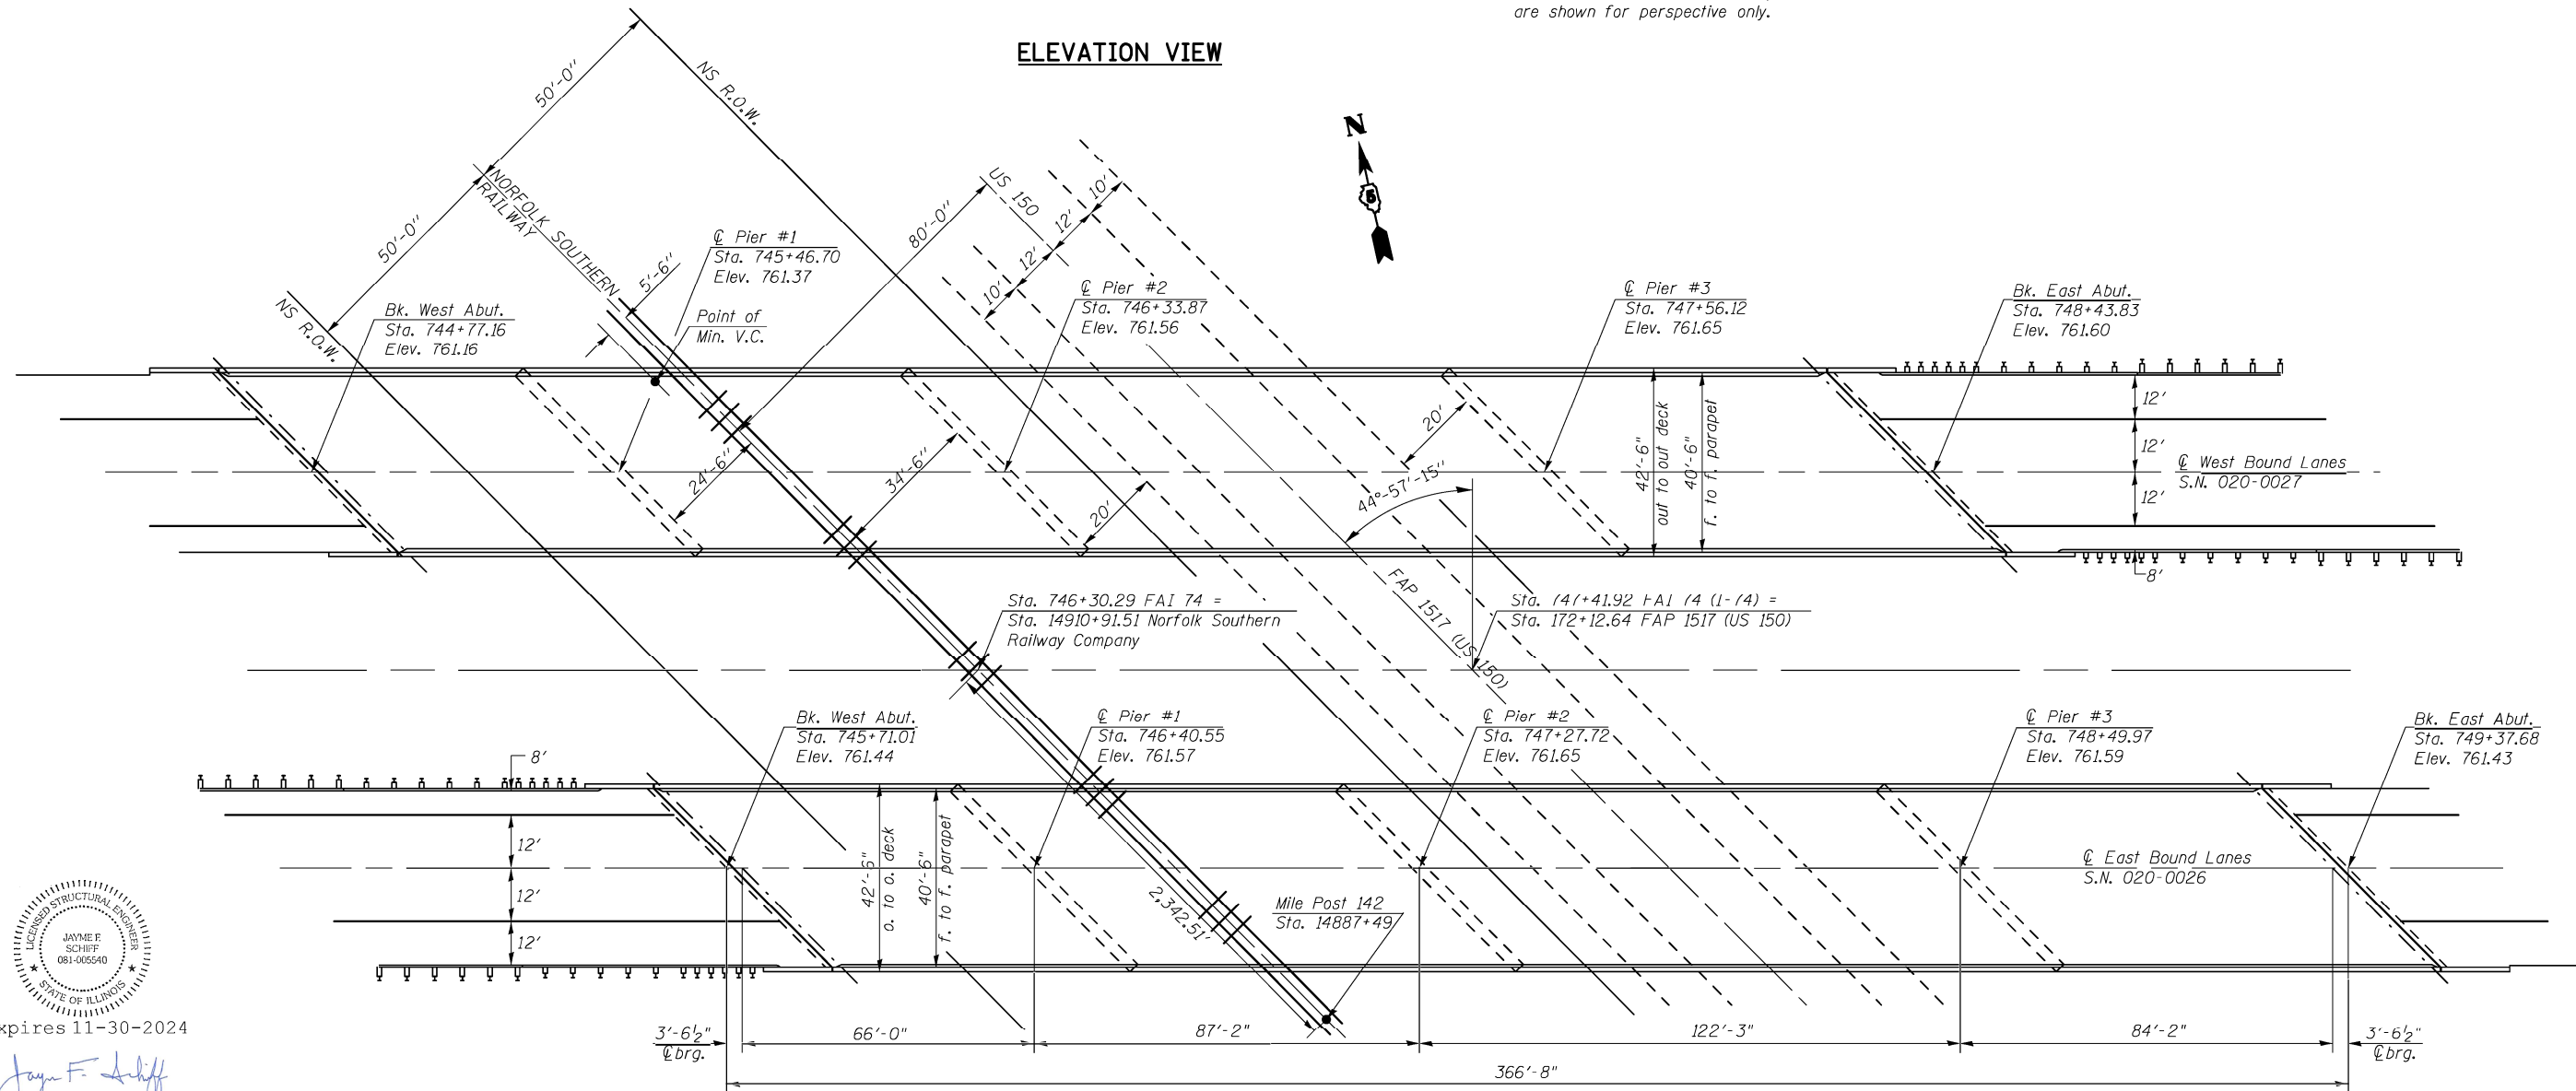 are shown for perspective only.
ELEVATION VIEW
50'-0"
NS R.O.W.
N
5
50'-0"
NORFOLK SOUTHERN
RAILWAY
5'-6"
℄ Pier #1
Sta. 745+46.70
Elev. 761.37
Point of
Min. V.C.
80'-0"
US 150
10'
12'
12'
10'
NS R.O.W.
Bk. West Abut.
Sta. 744+77.16
Elev. 761.16
℄ Pier #2
Sta. 746+33.87
Elev. 761.56
℄ Pier #3
Sta. 747+56.12
Elev. 761.65
Bk. East Abut.
Sta. 748+43.83
Elev. 761.60
24'-6"
34'-6"
20'
20'
44°-57'-15"
42'-6"
out to out deck
40'-6"
f. to f. parapet
12'
12'
12'
8'
℄ West Bound Lanes
S.N. 020-0027
Sta. 746+30.29 FAI 74 =
Sta. 14910+91.51 Norfolk Southern
Railway Company
FAP 1517 (US 150)
Sta. 747+41.92 FAI 74 (I-74) =
Sta. 172+12.64 FAP 1517 (US 150)
Bk. West Abut.
Sta. 745+71.01
Elev. 761.44
℄ Pier #1
Sta. 746+40.55
Elev. 761.57
℄ Pier #2
Sta. 747+27.72
Elev. 761.65
℄ Pier #3
Sta. 748+49.97
Elev. 761.59
Bk. East Abut.
Sta. 749+37.68
Elev. 761.43
8'
12'
12'
12'
42'-6"
o. to o. deck
40'-6"
f. to f. parapet
2,342.51'
Mile Post 142
Sta. 14887+49
℄ East Bound Lanes
S.N. 020-0026
LICENSED STRUCTURAL ENGINEER
JAYME F.
SCHIFF
081-005540
STATE OF ILLINOIS
xpires 11-30-2024
3'-6½"
℄ brg.
66'-0"
87'-2"
122'-3"
84'-2"
3'-6½"
℄ brg.
366'-8"